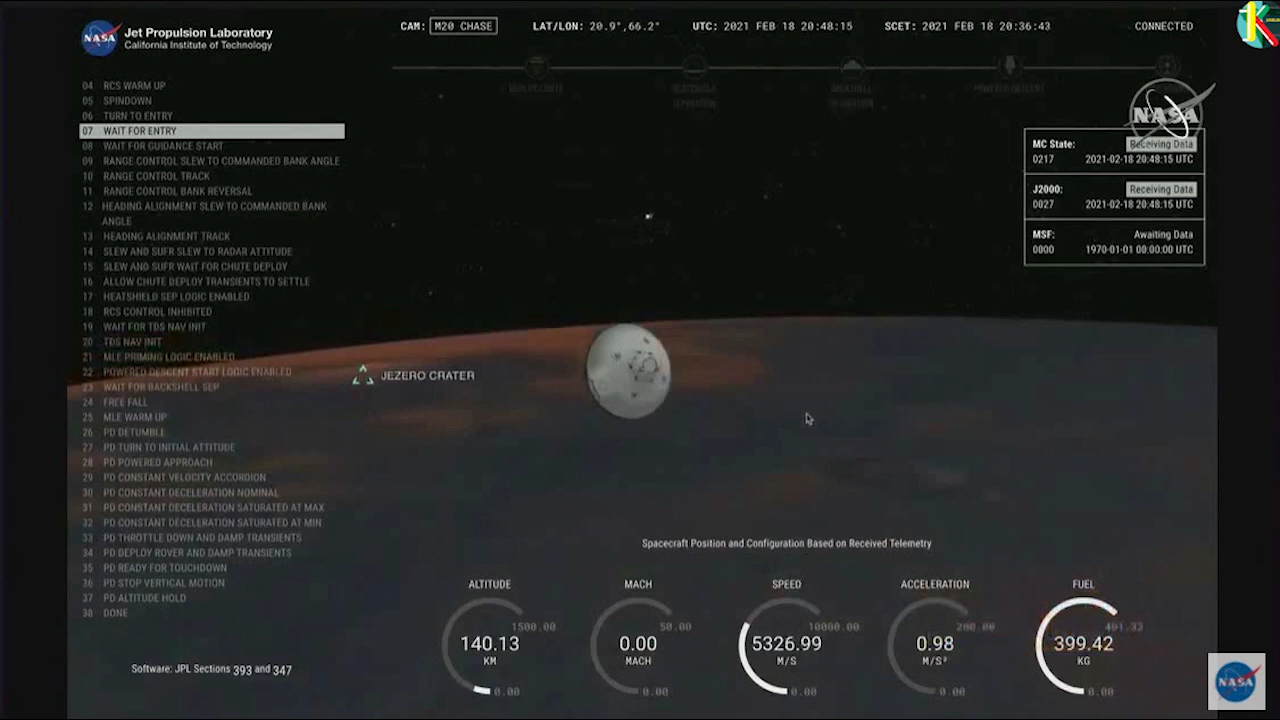 NASA
Jet Propulsion Laboratory
California Institute of Technology
CAM: M20 CHASE LAT/LON: 20.9°,66.2° UTC: 2021 FEB 18 20:48:15 SCET: 2021 FEB 18 20:36:43 CONNECTED
POWERED DESCENT
NASA
04 RCS WARM UP
05 SPINDOWN
06 TURN TO ENTRY
07 WAIT FOR ENTRY
08 WAIT FOR GUIDANCE START
09 RANGE CONTROL SLEW TO COMMANDED BANK ANGLE
10 RANGE CONTROL TRACK
11 RANGE CONTROL BANK REVERSAL
12 HEADING ALIGNMENT SLEW TO COMMANDED BANK
ANGLE
13 HEADING ALIGNMENT TRACK
14 SLEW AND SUFR SLEW TO RADAR ATTITUDE
15 SLEW AND SUFR WAIT FOR CHUTE DEPLOY
16 ALLOW CHUTE DEPLOY TRANSIENTS TO SETTLE
17 HEATSHIELD SEP LOGIC ENABLED
18 RCS CONTROL INHIBITED
19 WAIT FOR TDS NAV INIT
20 TDS NAV INIT
21 MLE PRIMING LOGIC ENABLED
22 POWERED DESCENT START LOGIC ENABLED
23 WAIT FOR BACKSHELL SEP
24 FREE FALL
25 MLE WARM UP
26 PD DETUMBLE
27 PD TURN TO INITIAL ATTITUDE
28 PD POWERED APPROACH
29 PD CONSTANT VELOCITY ACCORDION
30 PD CONSTANT DECELERATION NOMINAL
31 PD CONSTANT DECELERATION SATURATED AT MAX
32 PD CONSTANT DECELERATION SATURATED AT MIN
33 PD THROTTLE DOWN AND DAMP TRANSIENTS
34 PD DEPLOY ROVER AND DAMP TRANSIENTS
35 PD READY FOR TOUCHDOWN
36 PD STOP VERTICAL MOTION
37 PD ALTITUDE HOLD
38 DONE
Software: JPL Sections 393 and 347
MC State: Receiving Data
0217 2021-02-18 20:48:15 UTC
J2000: Receiving Data
0027 2021-02-18 20:48:15 UTC
MSF: Awaiting Data
0000 1970-01-01 00:00:00 UTC
JEZERO CRATER
Spacecraft Position and Configuration Based on Received Telemetry
ALTITUDE MACH SPEED ACCELERATION FUEL
1500.00 50.00 10000.00 200.00 401.33
140.13 0.00 5326.99 0.98 399.42
KM MACH M/S M/S² KG
0.00 0.00 0.00 0.00 0.00
NASA